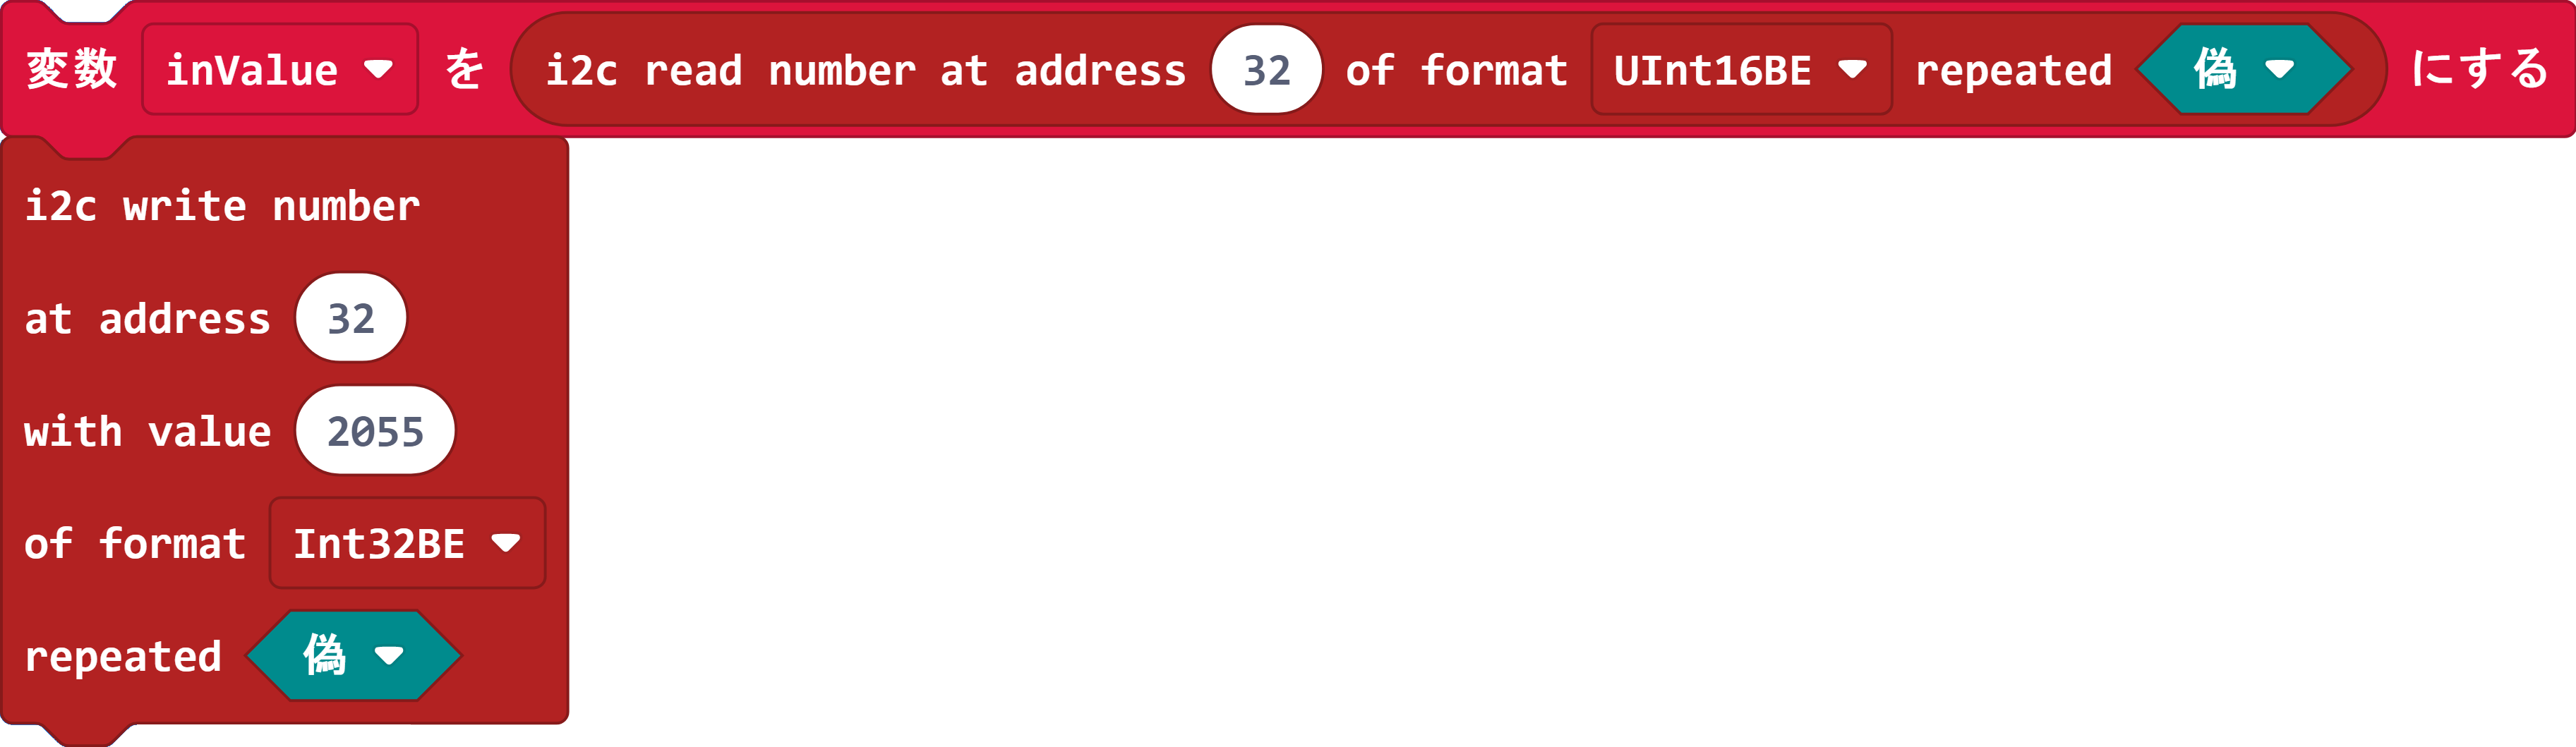 変数 inValue を i2c read number at address 32 of format UInt16BE repeated 偽 にする
i2c write number
at address 32
with value 2055
of format Int32BE
repeated 偽